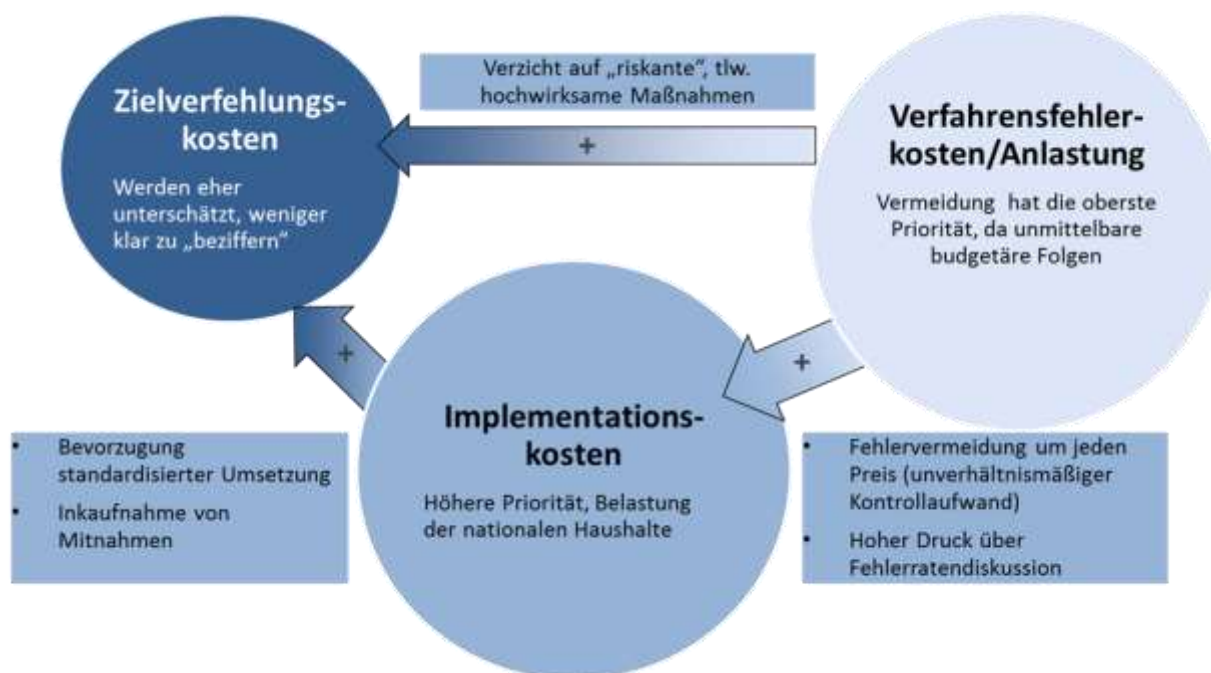 Verzicht auf „riskante“, tlw.
hochwirksame Maßnahmen
Zielverfehlungs-
kosten
Werden eher
unterschätzt, weniger
klar zu „beziffern“
+
Verfahrensfehler-
kosten/Anlastung
Vermeidung hat die oberste
Priorität, da unmittelbare
budgetäre Folgen
+
+
Implementations-
kosten
Höhere Priorität, Belastung
der nationalen Haushalte
• Bevorzugung
standardisierter Umsetzung
• Inkaufnahme von
Mitnahmen
• Fehlervermeidung um jeden
Preis (unverhältnismäßiger
Kontrollaufwand)
• Hoher Druck über
Fehlerratendiskussion